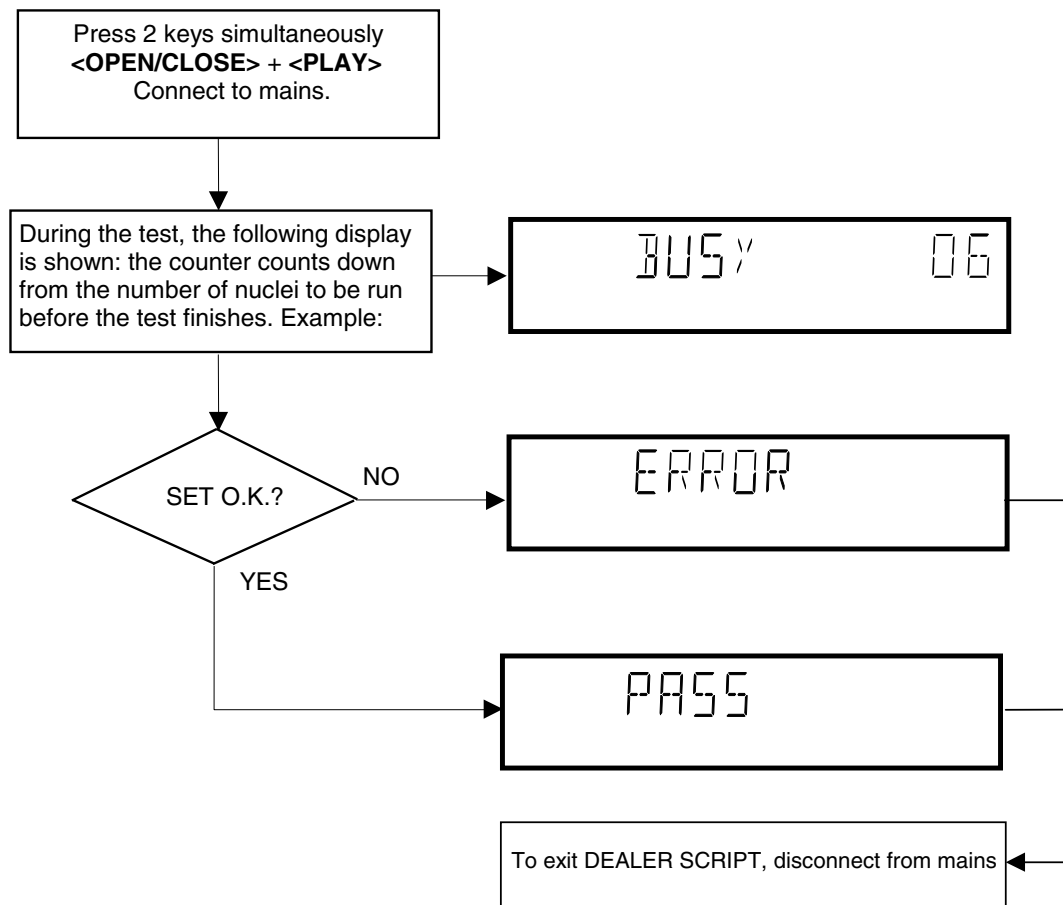 Press 2 keys simultaneously
<OPEN/CLOSE> + <PLAY>
Connect to mains.
During the test, the following display
is shown: the counter counts down
from the number of nuclei to be run
before the test finishes. Example:
BUSY 06
SET O.K.?
NO
ERROR
YES
PASS
To exit DEALER SCRIPT, disconnect from mains